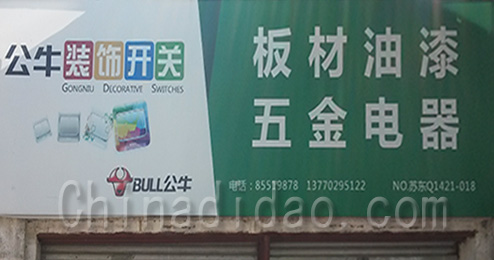 公牛装饰开关
GONGNIU DECORATIVE SWITCHES
BULL公牛
板材油漆
五金电器
电话：85529878 13770295122 NO.苏东Q1421-018
Chinadidao.com